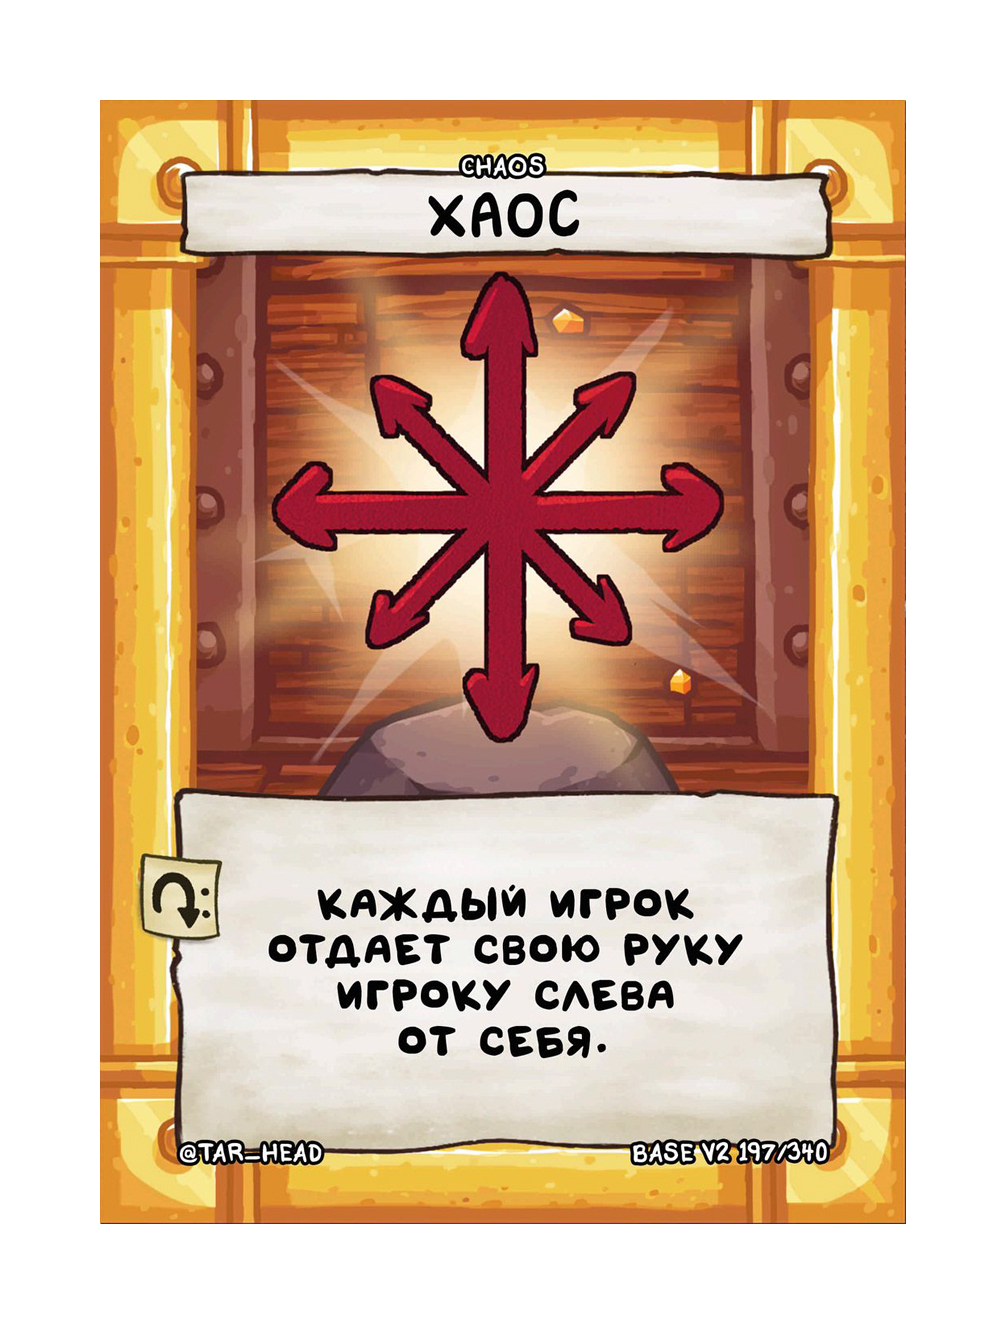 CHAOS
ХАОС
КАЖДЫЙ ИГРОК
ОТДАЕТ СВОЮ РУКУ
ИГРОКУ СЛЕВА
ОТ СЕБЯ.
@TAR_HEAD
BASE V2 197/340